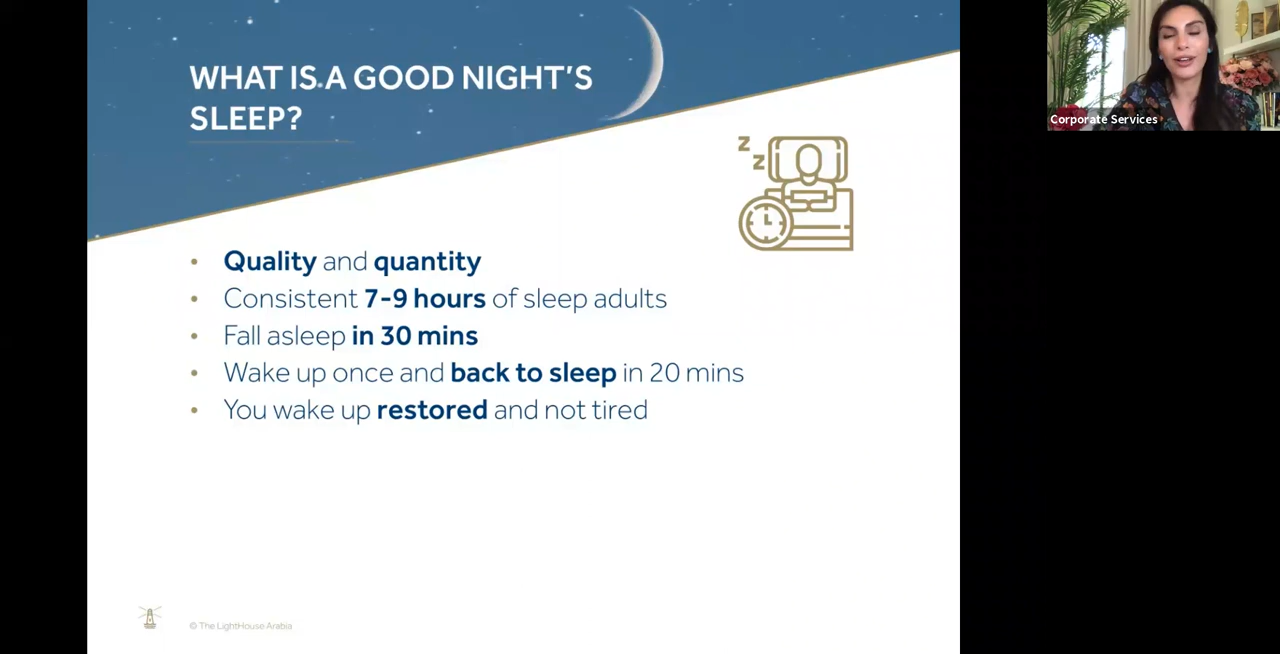 WHAT IS A GOOD NIGHT'S
SLEEP?
Corporate Services
z
z
• Quality and quantity
• Consistent 7-9 hours of sleep adults
• Fall asleep in 30 mins
• Wake up once and back to sleep in 20 mins
• You wake up restored and not tired
© The LightHouse Arabia